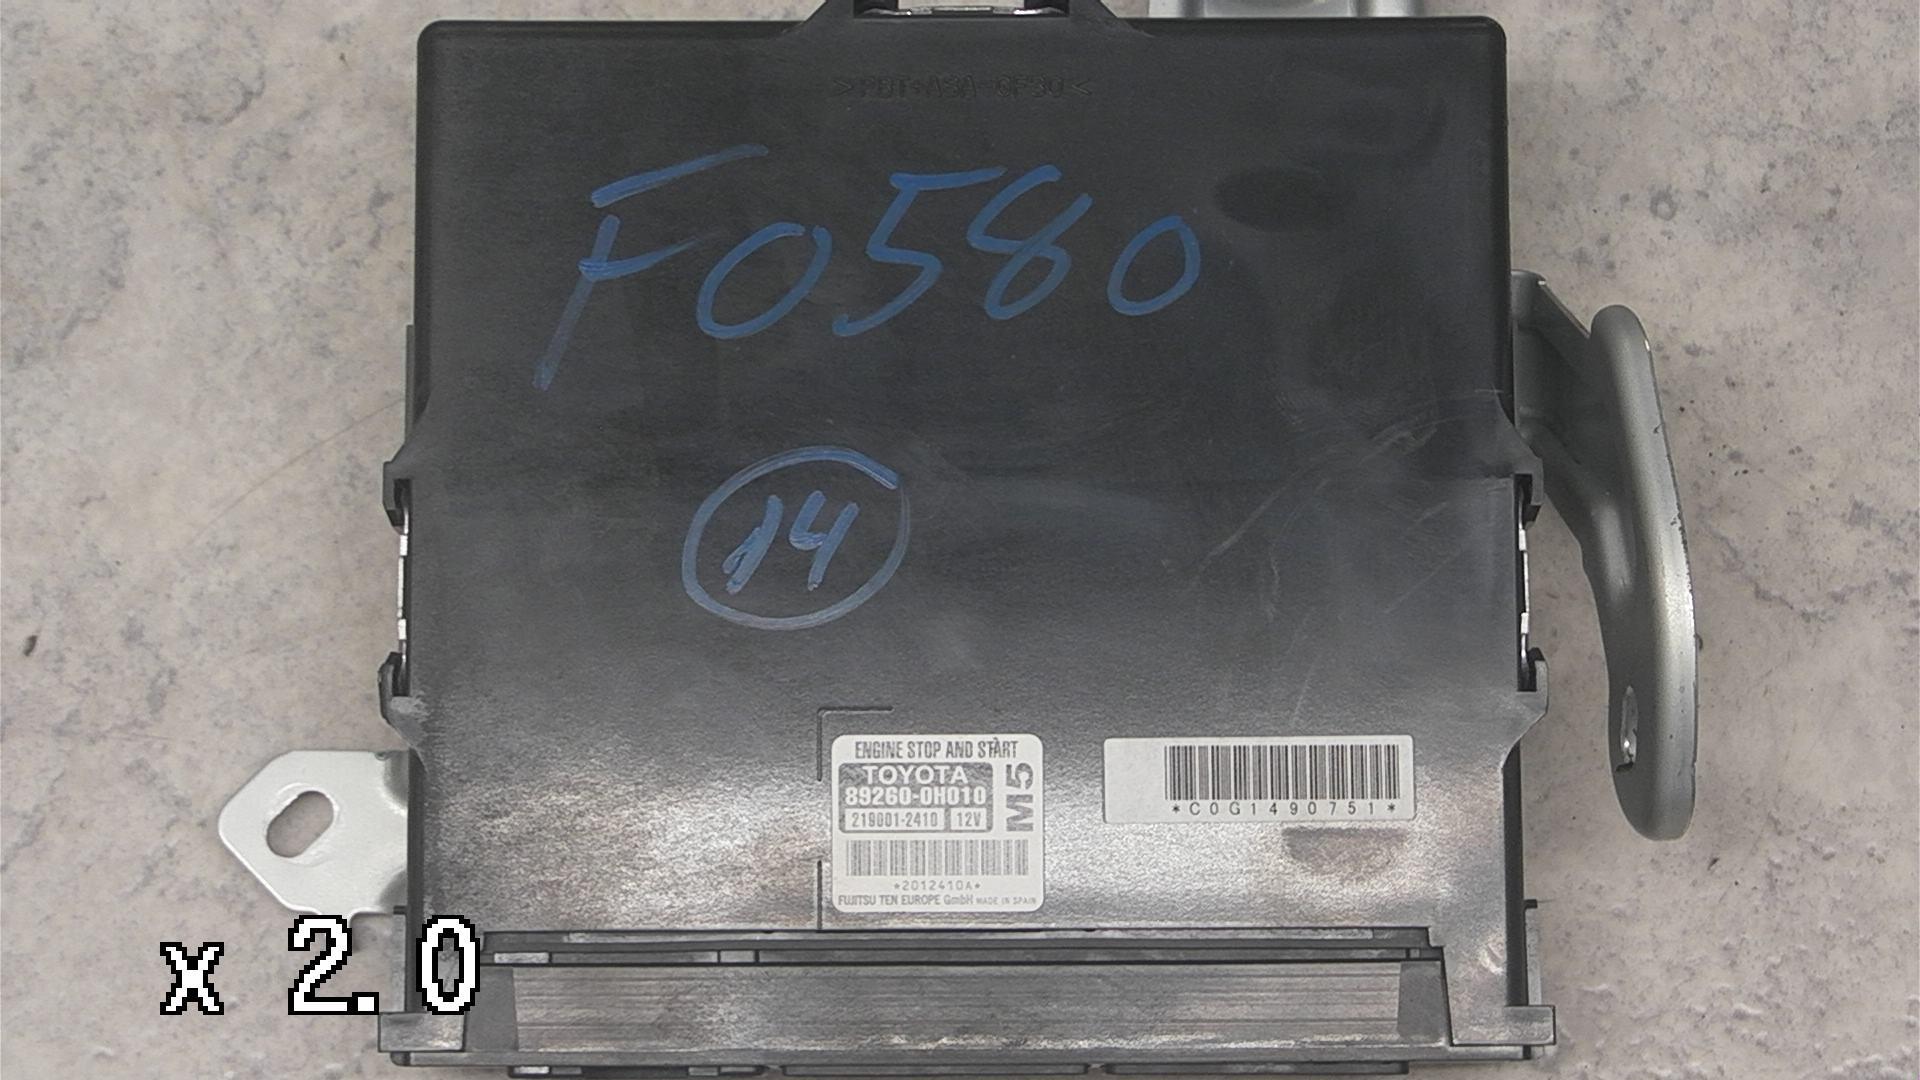 >PBT+ASA-GF30<
F0580
14
ENGINE STOP AND START
TOYOTA
89260-0H010
219001-2410 12V
M5
*2012410A*
FUJITSU TEN EUROPE GmbH MADE IN SPAIN
*C0G1490751*
x 2.0